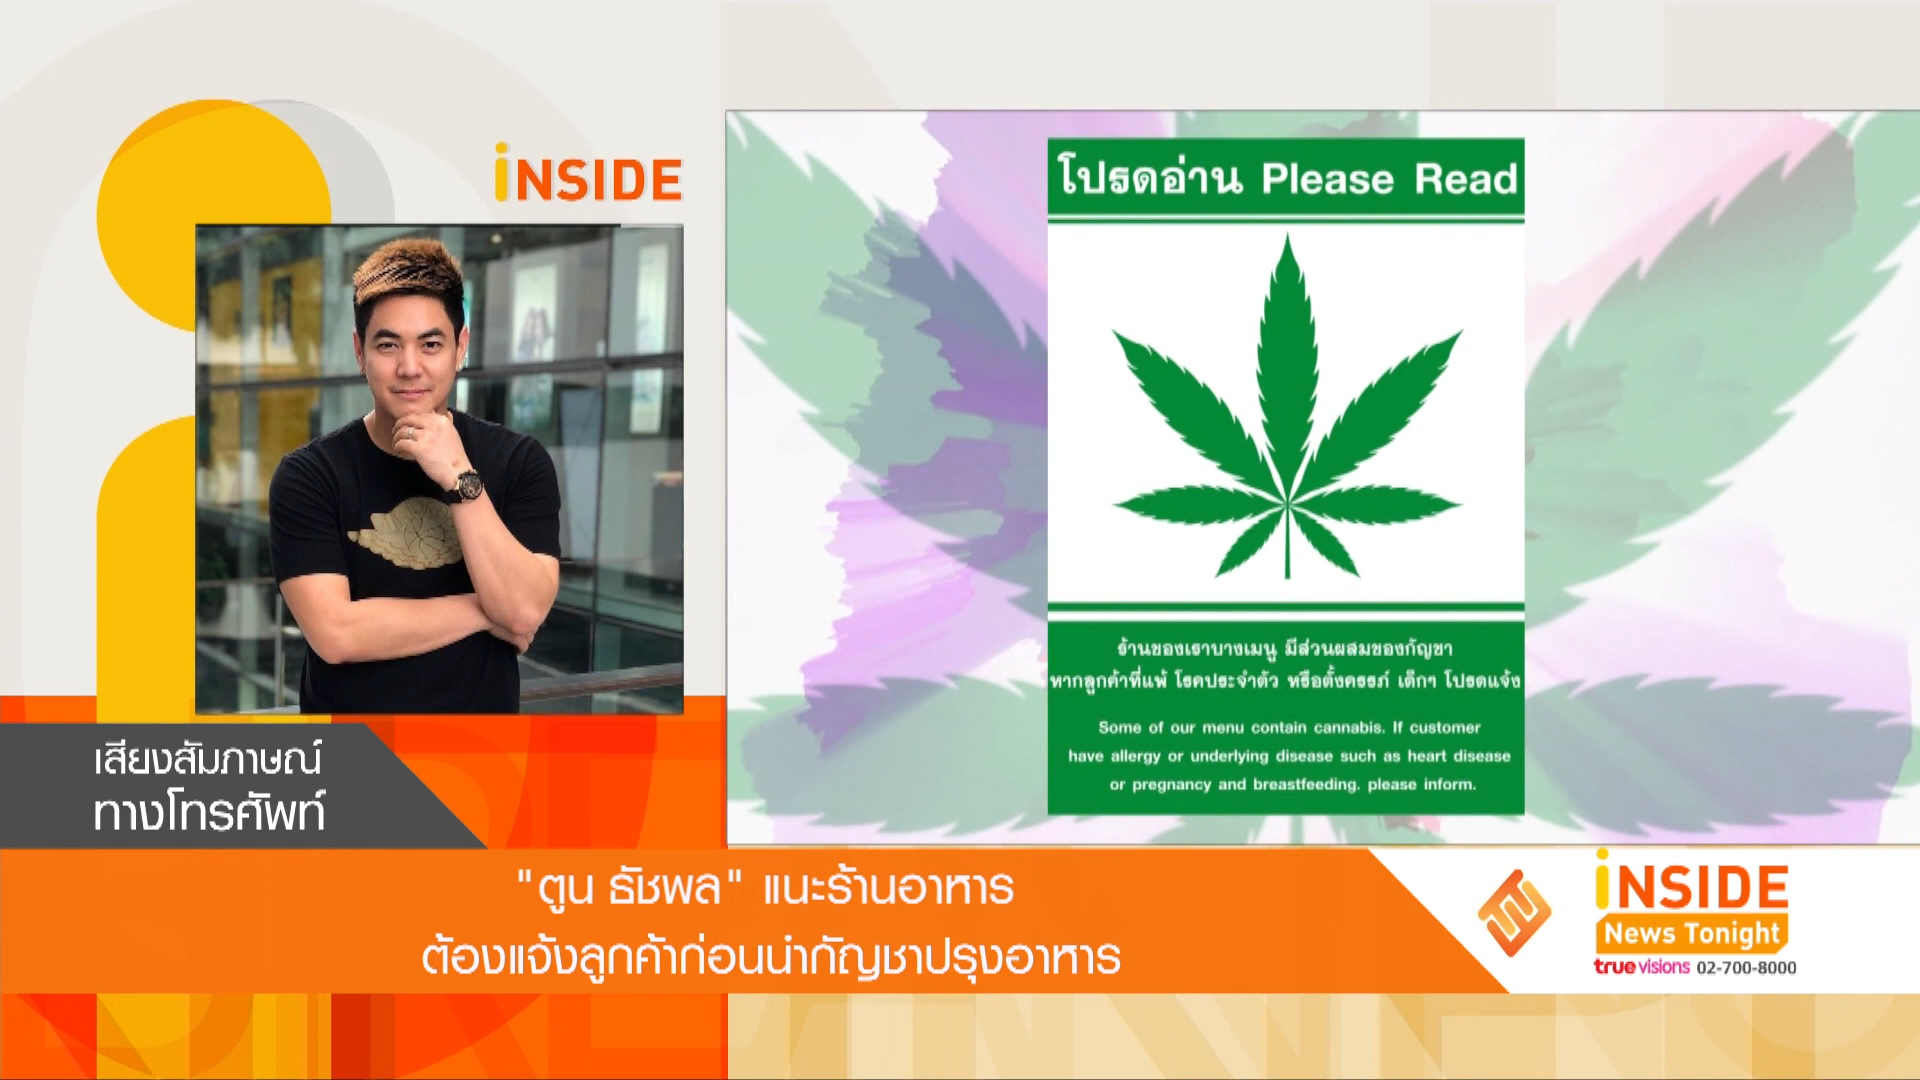 iNSIDE
โปรดอ่าน Please Read
ร้านของเราบางเมนู มีส่วนผสมของกัญชา
หากลูกค้าที่แพ้ โรคประจำตัว หรือตั้งครรภ์ เด็กๆ โปรดแจ้ง
Some of our menu contain cannabis. If customer
have allergy or underlying disease such as heart disease
or pregnancy and breastfeeding. please inform.
เสียงสัมภาษณ์
ทางโทรศัพท์
"ตูน ธัชพล" แนะร้านอาหาร
ต้องแจ้งลูกค้าก่อนนำกัญชาปรุงอาหาร
iNSIDE
News Tonight
true visions 02-700-8000